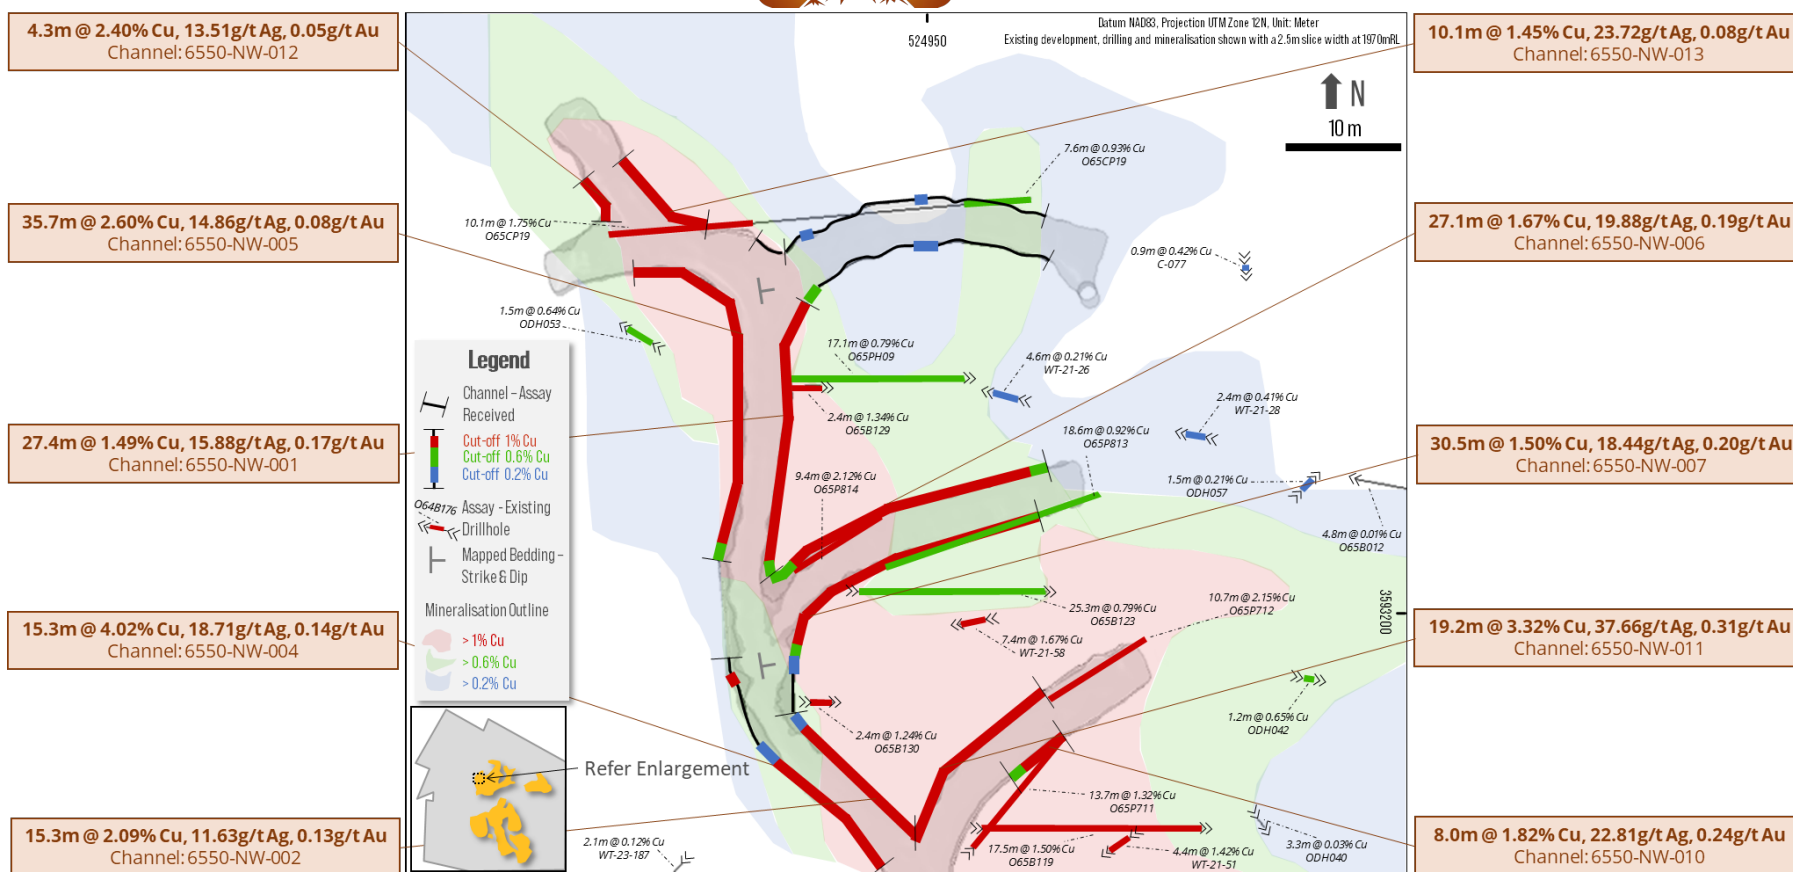 4.3m @ 2.40% Cu, 13.51g/t Ag, 0.05g/t Au
Channel: 6550-NW-012
35.7m @ 2.60% Cu, 14.86g/t Ag, 0.08g/t Au
Channel: 6550-NW-005
27.4m @ 1.49% Cu, 15.88g/t Ag, 0.17g/t Au
Channel: 6550-NW-001
15.3m @ 4.02% Cu, 18.71g/t Ag, 0.14g/t Au
Channel: 6550-NW-004
15.3m @ 2.09% Cu, 11.63g/t Ag, 0.13g/t Au
Channel: 6550-NW-002
Datum NAD83, Projection UTM Zone 12N, Unit: Meter
Existing development, drilling and mineralisation shown with a 2.5m slice width at 1970mRL
524950
N
10 m
7.6m @ 0.93% Cu
O65CP19
10.1m @ 1.75% Cu
O65CP19
0.9m @ 0.42% Cu
C-077
1.5m @ 0.64% Cu
ODH053
17.1m @ 0.79% Cu
O65PH09
4.6m @ 0.21% Cu
WT-21-26
2.4m @ 1.34% Cu
O65B129
2.4m @ 0.41% Cu
WT-21-28
18.6m @ 0.92% Cu
O65P813
9.4m @ 2.12% Cu
O65P814
1.5m @ 0.21% Cu
ODH057
4.8m @ 0.01% Cu
O65B012
3593200
25.3m @ 0.79% Cu
O65B123
10.7m @ 2.15% Cu
O65P712
7.4m @ 1.67% Cu
WT-21-58
1.2m @ 0.65% Cu
ODH042
2.4m @ 1.24% Cu
O65B130
13.7m @ 1.32% Cu
O65P711
17.5m @ 1.50% Cu
O65B119
4.4m @ 1.42% Cu
WT-21-51
3.3m @ 0.03% Cu
ODH040
2.1m @ 0.12% Cu
WT-23-187
Legend
Channel – Assay
Received
Cut-off 1% Cu
Cut-off 0.6% Cu
Cut-off 0.2% Cu
O64B176
Assay - Existing
Drillhole
Mapped Bedding –
Strike & Dip
Mineralisation Outline
> 1% Cu
> 0.6% Cu
> 0.2% Cu
Refer Enlargement
10.1m @ 1.45% Cu, 23.72g/t Ag, 0.08g/t Au
Channel: 6550-NW-013
27.1m @ 1.67% Cu, 19.88g/t Ag, 0.19g/t Au
Channel: 6550-NW-006
30.5m @ 1.50% Cu, 18.44g/t Ag, 0.20g/t Au
Channel: 6550-NW-007
19.2m @ 3.32% Cu, 37.66g/t Ag, 0.31g/t Au
Channel: 6550-NW-011
8.0m @ 1.82% Cu, 22.81g/t Ag, 0.24g/t Au
Channel: 6550-NW-010